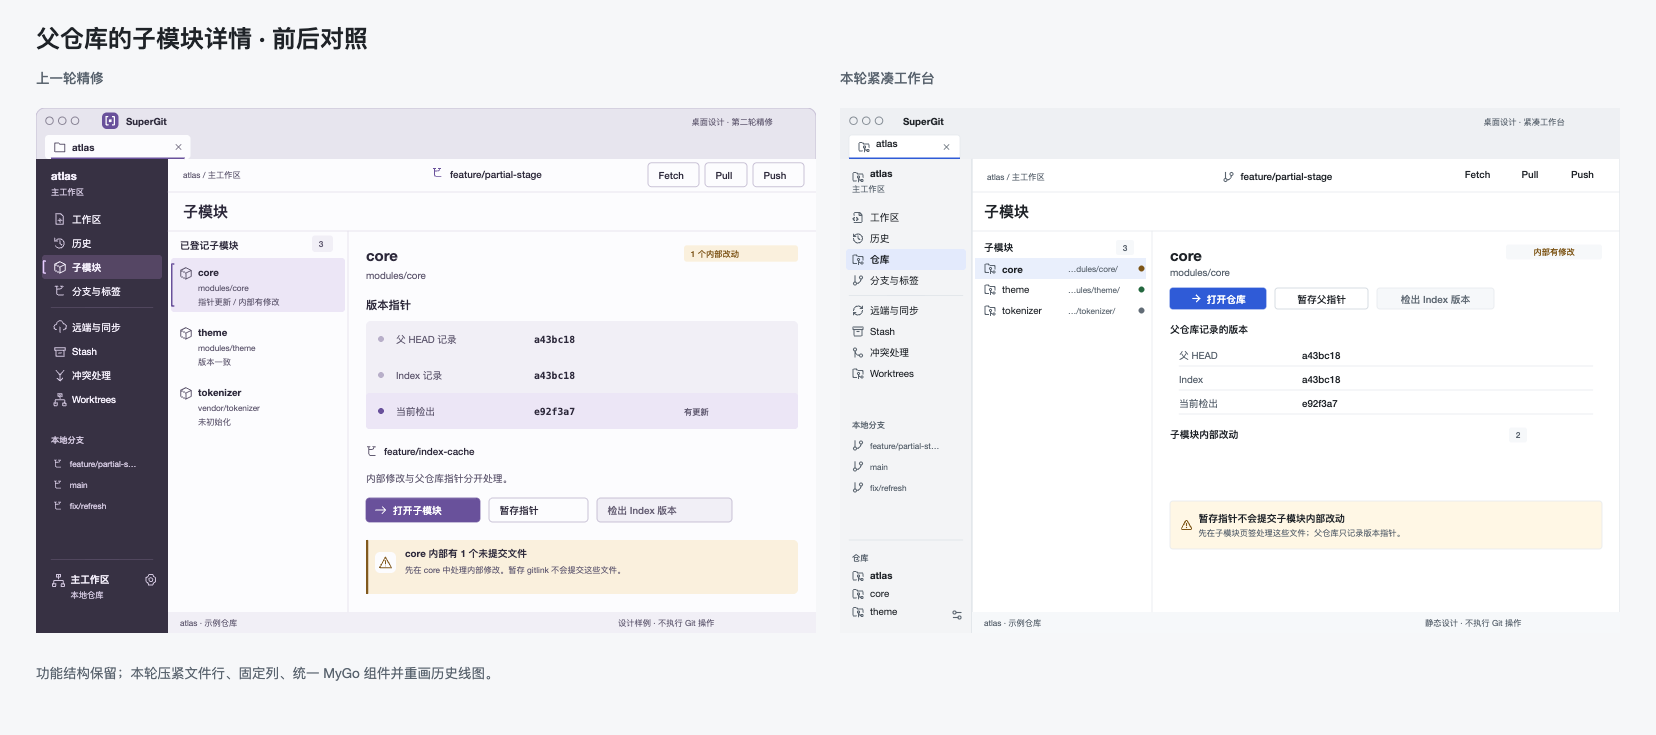 父仓库的子模块详情 · 前后对照
上一轮精修
SuperGit
桌面设计 · 第二轮精修
atlas
atlas
主工作区
工作区
历史
子模块
分支与标签
远端与同步
Stash
冲突处理
Worktrees
本地分支
feature/partial-s...
main
fix/refresh
主工作区
本地仓库
atlas / 主工作区
feature/partial-stage
Fetch
Pull
Push
子模块
已登记子模块
3
core
modules/core
指针更新 / 内部有修改
theme
modules/theme
版本一致
tokenizer
vendor/tokenizer
未初始化
core
1 个内部改动
modules/core
版本指针
父 HEAD 记录
a43bc18
Index 记录
a43bc18
当前检出
e92f3a7
有更新
feature/index-cache
内部修改与父仓库指针分开处理。
打开子模块
暂存指针
检出 Index 版本
core 内部有 1 个未提交文件
先在 core 中处理内部修改。暂存 gitlink 不会提交这些文件。
atlas · 示例仓库
设计样例 · 不执行 Git 操作
本轮紧凑工作台
SuperGit
桌面设计 · 紧凑工作台
atlas
atlas
主工作区
工作区
历史
仓库
分支与标签
远端与同步
Stash
冲突处理
Worktrees
本地分支
feature/partial-st...
main
fix/refresh
仓库
atlas
core
theme
atlas / 主工作区
feature/partial-stage
Fetch
Pull
Push
子模块
子模块
3
core
...dules/core/
theme
...ules/theme/
tokenizer
.../tokenizer/
core
内部有修改
modules/core
打开仓库
暂存父指针
检出 Index 版本
父仓库记录的版本
父 HEAD
a43bc18
Index
a43bc18
当前检出
e92f3a7
子模块内部改动
2
暂存指针不会提交子模块内部改动
先在子模块页签处理这些文件；父仓库只记录版本指针。
atlas · 示例仓库
静态设计 · 不执行 Git 操作
功能结构保留；本轮压紧文件行、固定列、统一 MyGo 组件并重画历史线图。